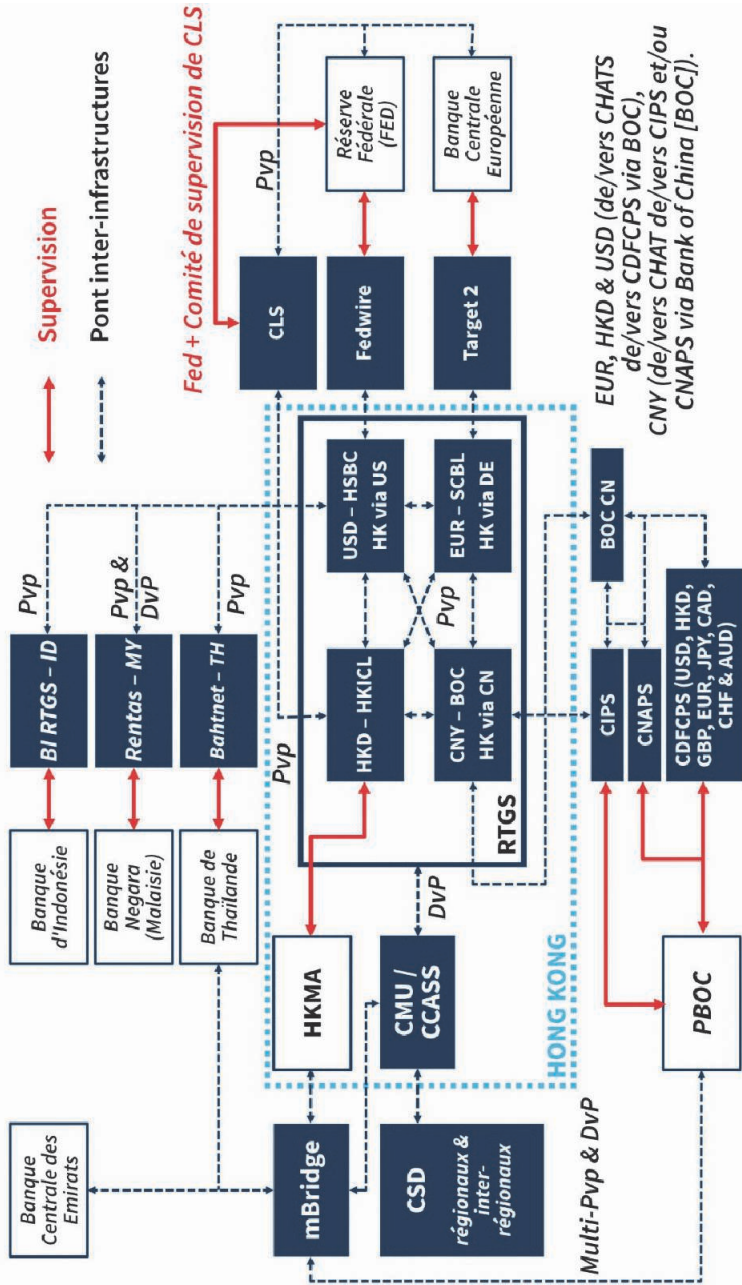 Supervision
Pont inter-infrastructures
Banque
Centrale des
Emirats
Banque
d'Indonésie
BI RTGS – ID
Pvp
Banque
Negara
(Malaisie)
Rentas – MY
Pvp &
DvP
Banque de
Thaïlande
Bahtnet – TH
Pvp
Fed + Comité de supervision de CLS
mBridge
HKMA
Pvp
HKD – HKICL
USD – HSBC
HK via US
CLS
Pvp
Réserve
Fédérale
(FED)
Fedwire
CSD
régionaux &
inter-
régionaux
CMU /
CCASS
DvP
Pvp
CNY – BOC
HK via CN
EUR – SCBL
HK via DE
Target 2
Banque
Centrale
Européenne
RTGS
HONG KONG
Multi-Pvp & DvP
PBOC
CIPS
CNAPS
CDFCPS (USD, HKD,
GBP, EUR, JPY, CAD,
CHF & AUD)
BOC CN
EUR, HKD & USD (de/vers CHATS
de/vers CDFCPS via BOC),
CNY (de/vers CHAT de/vers CIPS et/ou
CNAPS via Bank of China [BOC]).